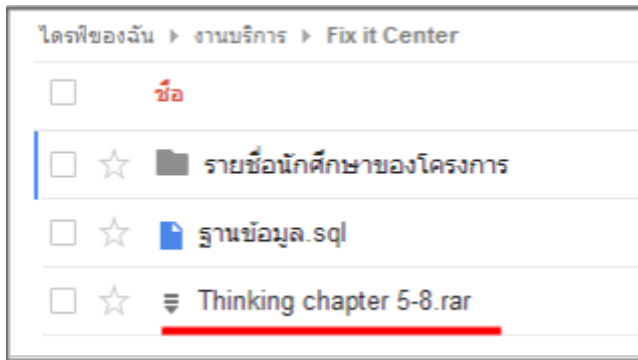 ไดรฟ์ของฉัน ▸ งานบริการ ▸ Fix it Center
ชื่อ
รายชื่อนักศึกษาของโครงการ
ฐานข้อมูล.sql
Thinking chapter 5-8.rar